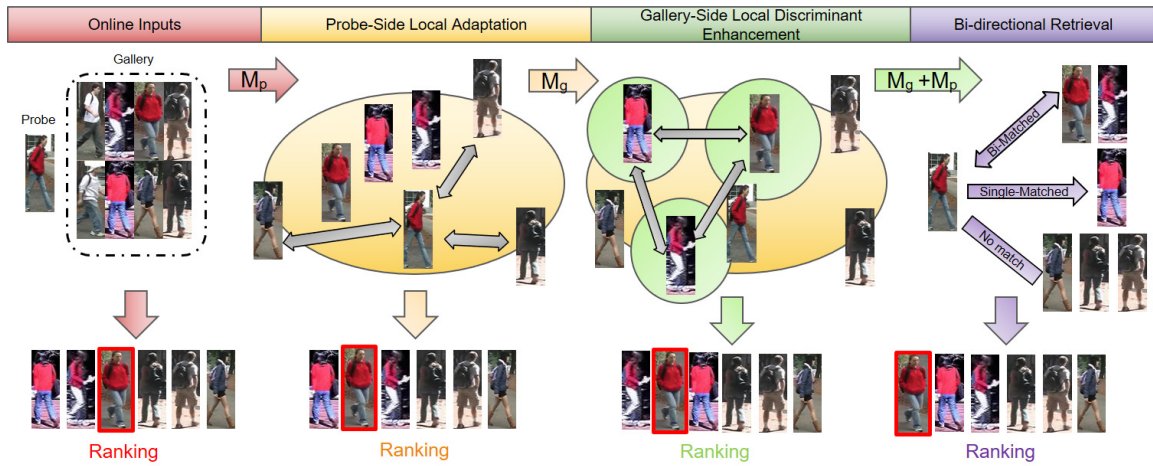 Online Inputs
Probe-Side Local Adaptation
Gallery-Side Local Discriminant
Enhancement
Bi-directional Retrieval
Gallery
Probe
Mp
Mg
Mg +Mp
Bi-Matched
Single-Matched
No match
Ranking
Ranking
Ranking
Ranking